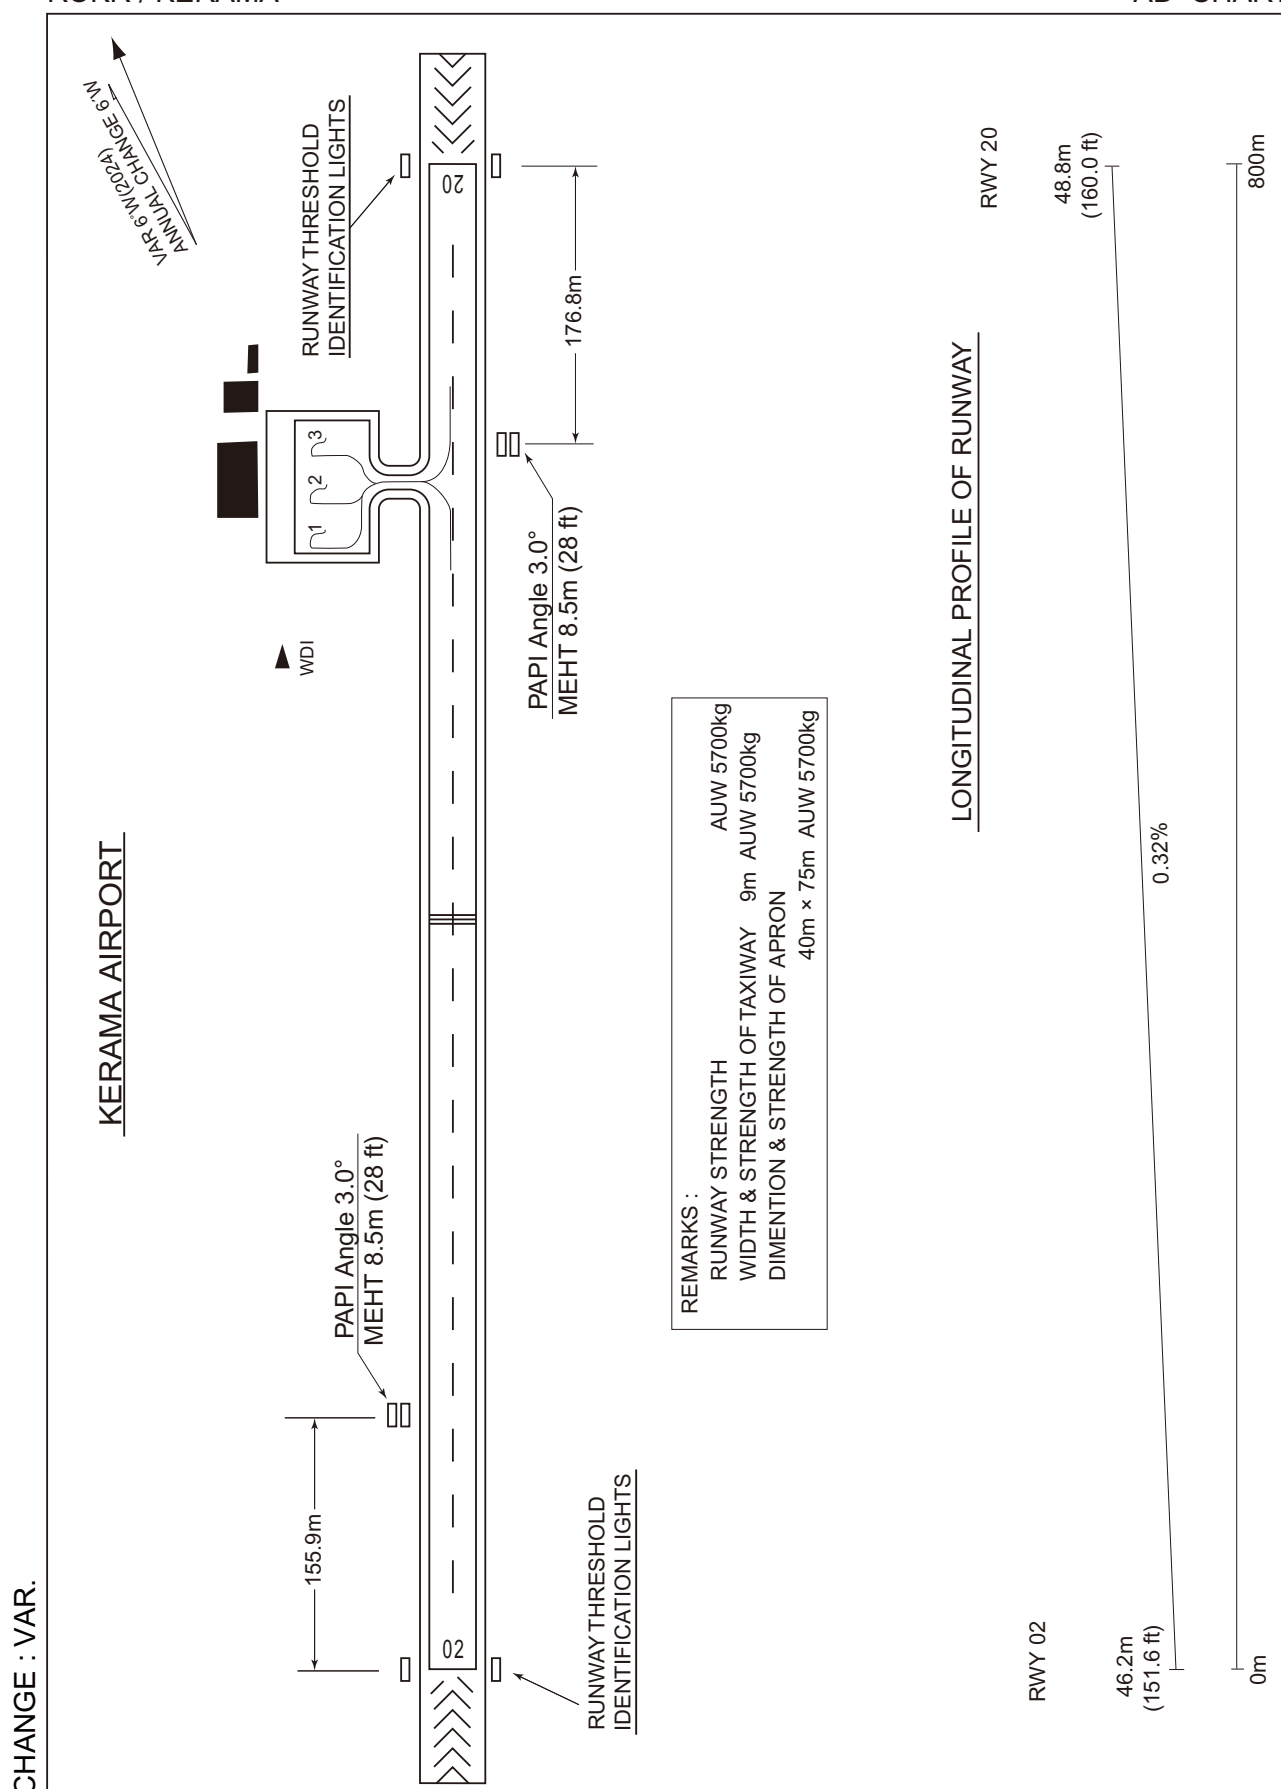 CHANGE : VAR.
KERAMA AIRPORT
VAR 6°W(2024)
ANNUAL CHANGE 6'W
RUNWAY THRESHOLD
IDENTIFICATION LIGHTS
20
176.8m
1
2
3
WDI
PAPI Angle 3.0°
MEHT 8.5m (28 ft)
PAPI Angle 3.0°
MEHT 8.5m (28 ft)
155.9m
02
RUNWAY THRESHOLD
IDENTIFICATION LIGHTS
REMARKS :
RUNWAY STRENGTH AUW 5700kg
WIDTH & STRENGTH OF TAXIWAY 9m AUW 5700kg
DIMENTION & STRENGTH OF APRON
40m × 75m AUW 5700kg
LONGITUDINAL PROFILE OF RUNWAY
RWY 02
RWY 20
46.2m
(151.6 ft)
48.8m
(160.0 ft)
0.32%
0m
800m